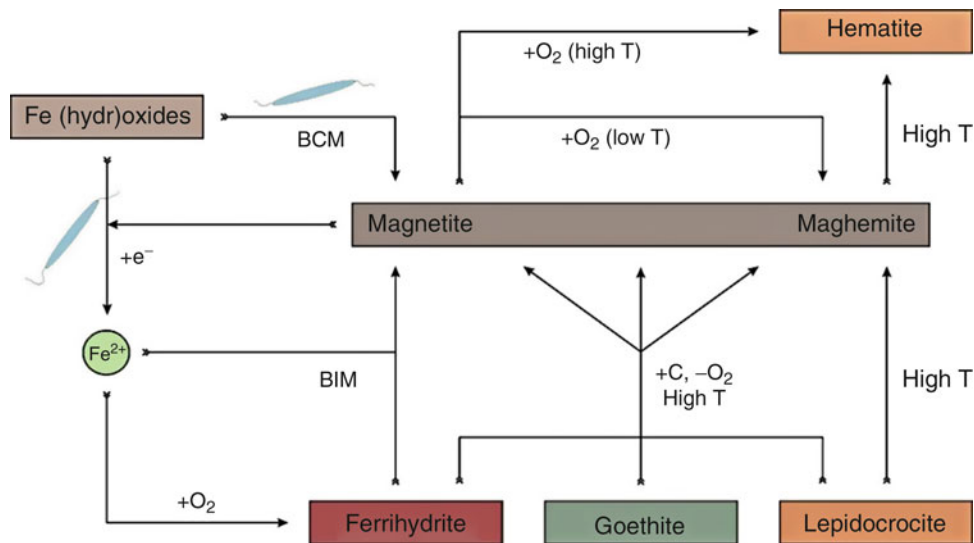 Hematite
+O₂ (high T)
Fe (hydr)oxides
BCM
+O₂ (low T)
High T
Magnetite
Maghemite
+e⁻
Fe²⁺
BIM
+C, –O₂
High T
High T
+O₂
Ferrihydrite
Goethite
Lepidocrocite